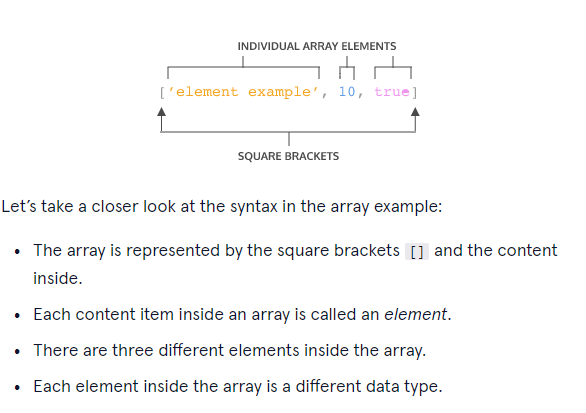 INDIVIDUAL ARRAY ELEMENTS
['element example', 10, true]
SQUARE BRACKETS
Let's take a closer look at the syntax in the array example:
• The array is represented by the square brackets [] and the content
inside.
• Each content item inside an array is called an element.
• There are three different elements inside the array.
• Each element inside the array is a different data type.